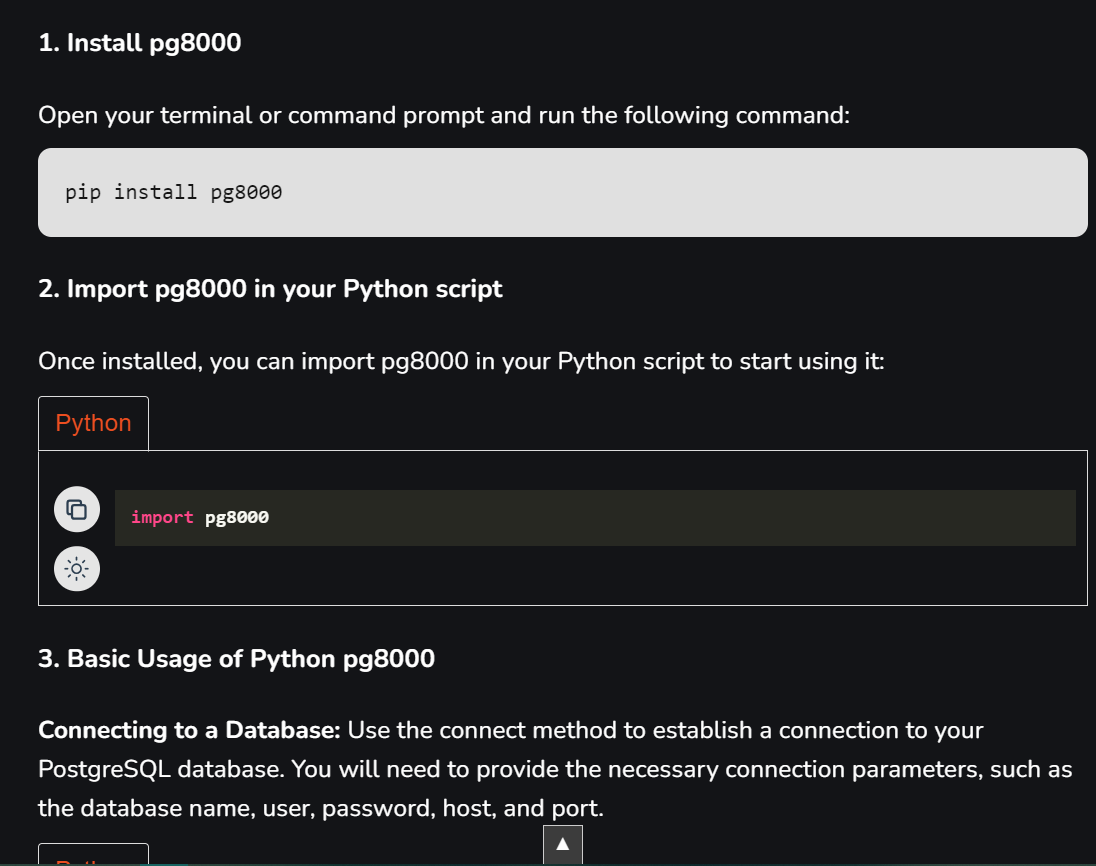 1. Install pg8000
Open your terminal or command prompt and run the following command:
pip install pg8000
2. Import pg8000 in your Python script
Once installed, you can import pg8000 in your Python script to start using it:
Python
import pg8000
3. Basic Usage of Python pg8000
Connecting to a Database: Use the connect method to establish a connection to your
PostgreSQL database. You will need to provide the necessary connection parameters, such as
the database name, user, password, host, and port.